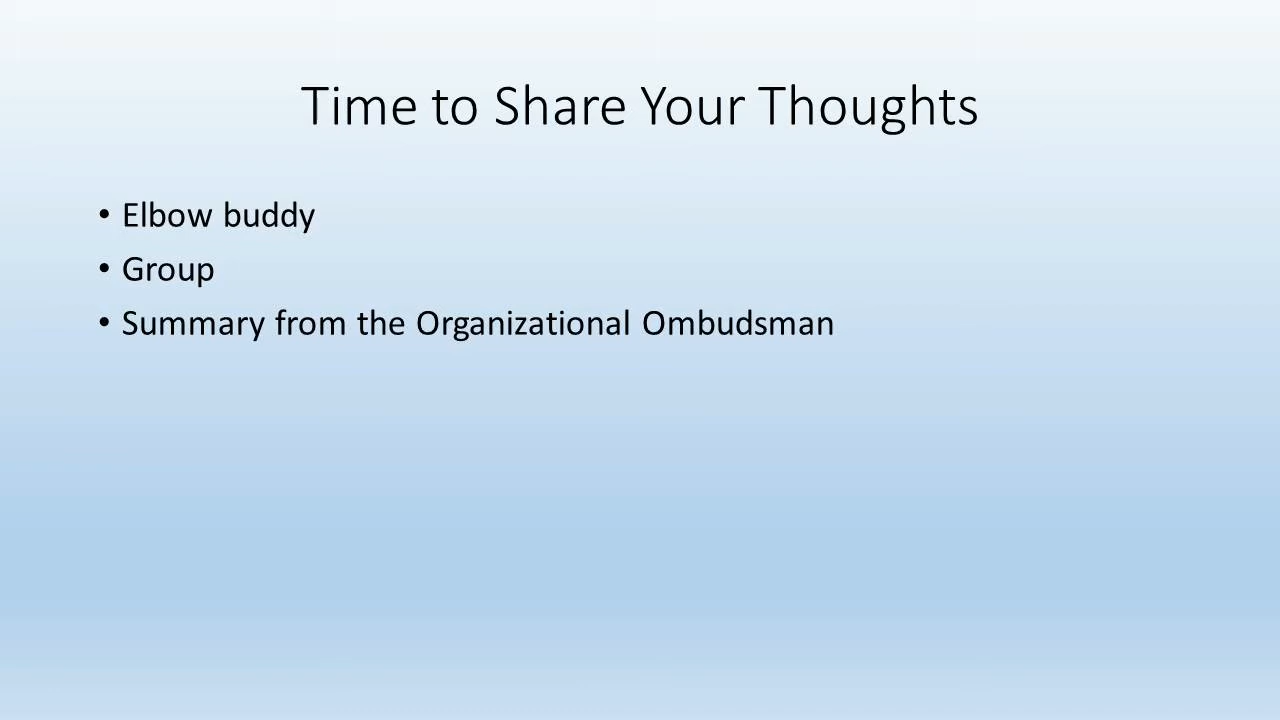 Time to Share Your Thoughts
• Elbow buddy
• Group
• Summary from the Organizational Ombudsman